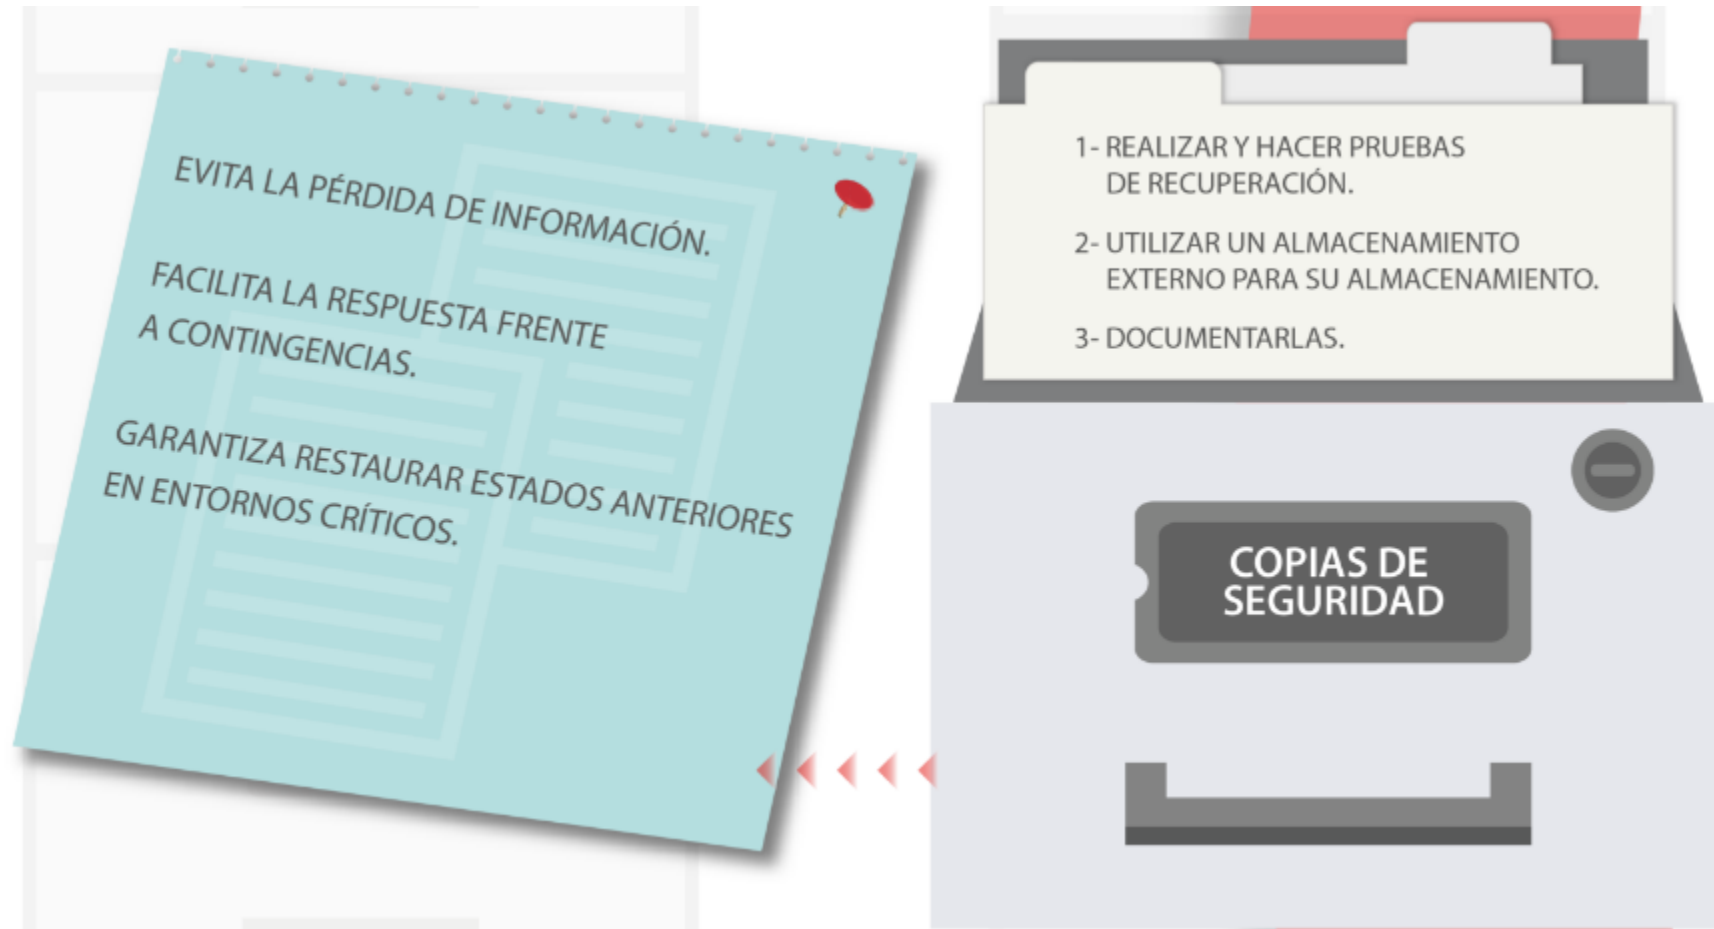 EVITA LA PÉRDIDA DE INFORMACIÓN.
FACILITA LA RESPUESTA FRENTE
A CONTINGENCIAS.
GARANTIZA RESTAURAR ESTADOS ANTERIORES
EN ENTORNOS CRÍTICOS.
1- REALIZAR Y HACER PRUEBAS
DE RECUPERACIÓN.
2- UTILIZAR UN ALMACENAMIENTO
EXTERNO PARA SU ALMACENAMIENTO.
3- DOCUMENTARLAS.
COPIAS DE
SEGURIDAD